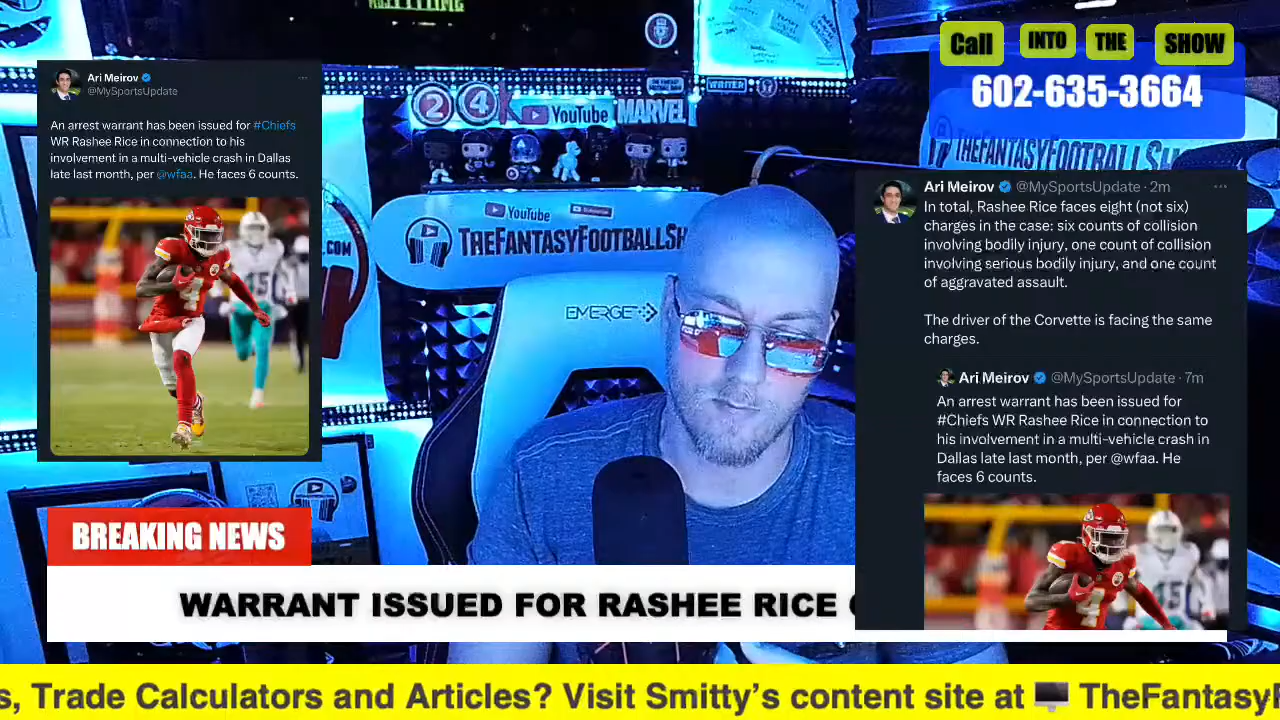 Call INTO THE SHOW
602-635-3664
Ari Meirov
@MySportsUpdate
An arrest warrant has been issued for #Chiefs
WR Rashee Rice in connection to his
involvement in a multi-vehicle crash in Dallas
late last month, per @wfaa. He faces 6 counts.
2 4 YouTube MARVEL
WRITER
YouTube
THEFANTASYFOOTBALLSH
THEFANTASYFOOTBALLSH
.COM
EMERGE
Ari Meirov @MySportsUpdate · 2m
In total, Rashee Rice faces eight (not six)
charges in the case: six counts of collision
involving bodily injury, one count of collision
involving serious bodily injury, and one count
of aggravated assault.
The driver of the Corvette is facing the same
charges.
Ari Meirov @MySportsUpdate · 7m
An arrest warrant has been issued for
#Chiefs WR Rashee Rice in connection to
his involvement in a multi-vehicle crash in
Dallas late last month, per @wfaa. He
faces 6 counts.
BREAKING NEWS
WARRANT ISSUED FOR RASHEE RICE
s, Trade Calculators and Articles? Visit Smitty's content site at TheFantasyF